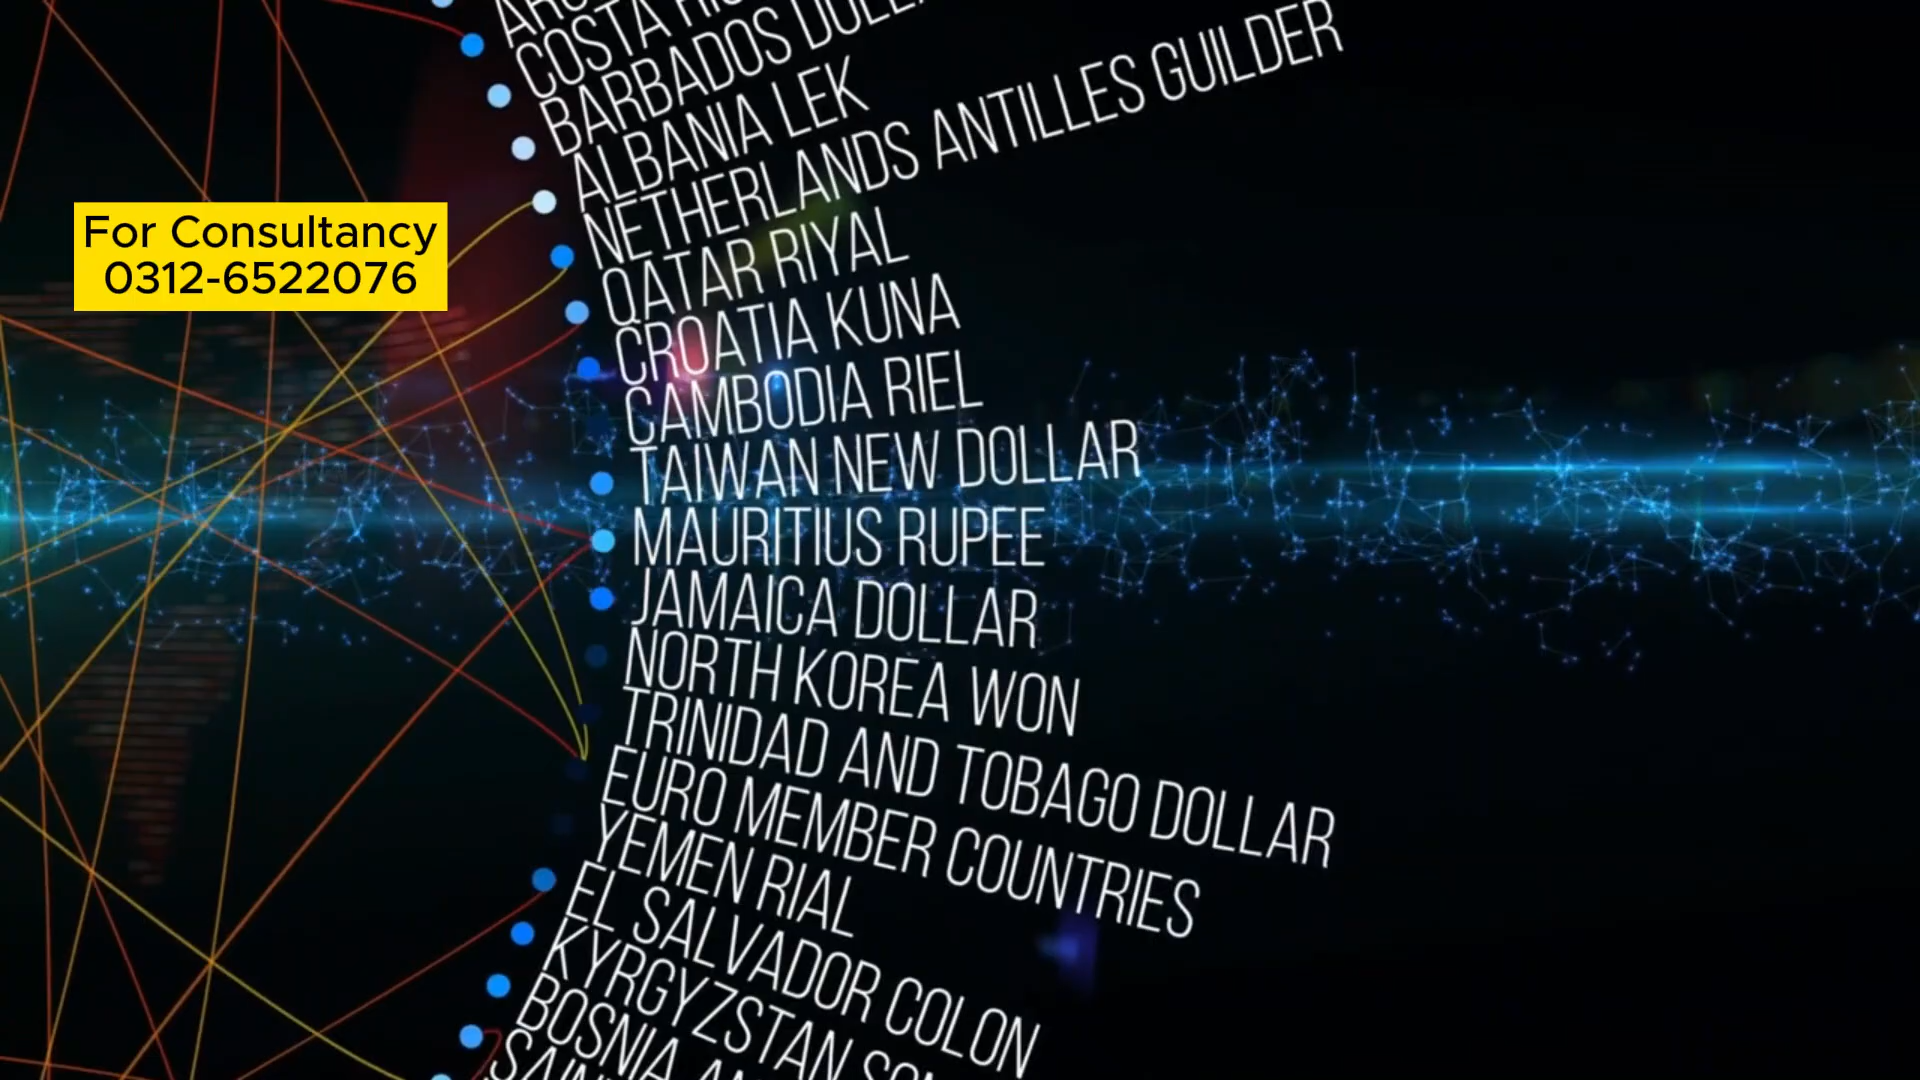 COSTA
BARBADOS
ALBANIA LEK
NETHERLANDS ANTILLES GUILDER
For Consultancy
0312-6522076
QATAR RIYAL
CROATIA KUNA
CAMBODIA RIEL
TAIWAN NEW DOLLAR
MAURITIUS RUPEE
JAMAICA DOLLAR
NORTH KOREA WON
TRINIDAD AND TOBAGO DOLLAR
EURO MEMBER COUNTRIES
YEMEN RIAL
EL SALVADOR COLON
KYRGYZSTAN
BOSNIA